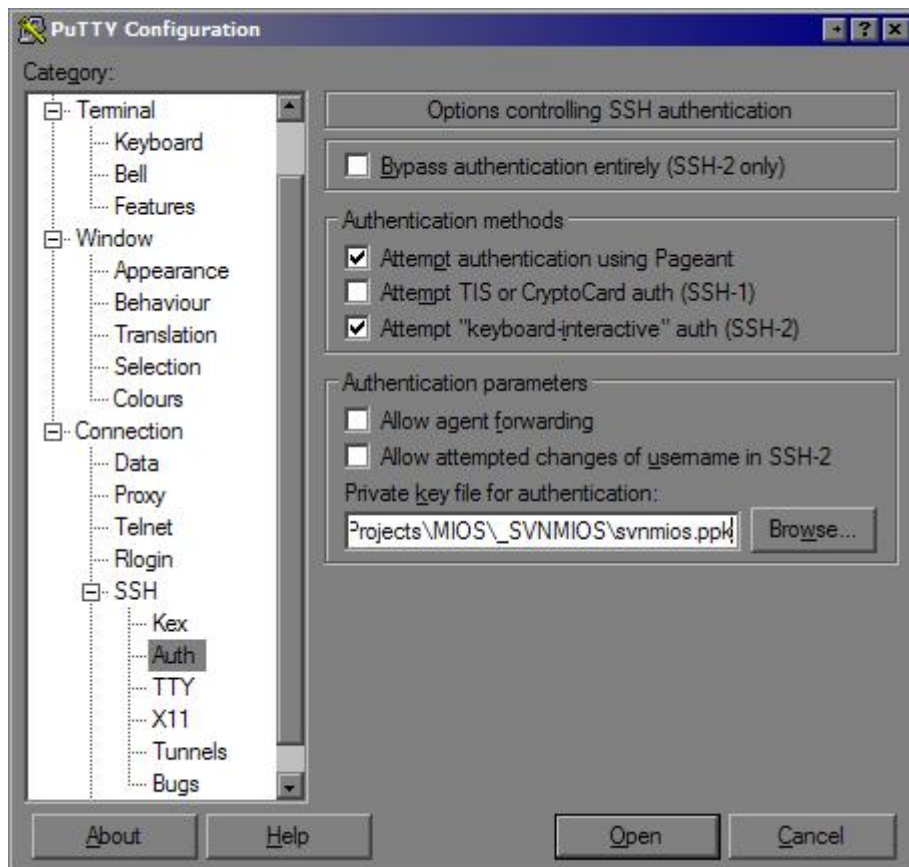 PuTTY Configuration
Category:
Terminal
Keyboard
Bell
Features
Window
Appearance
Behaviour
Translation
Selection
Colours
Connection
Data
Proxy
Telnet
Rlogin
SSH
Kex
Auth
TTY
X11
Tunnels
Bugs
Options controlling SSH authentication
Bypass authentication entirely (SSH-2 only)
Authentication methods
Attempt authentication using Pageant
Attempt TIS or CryptoCard auth (SSH-1)
Attempt "keyboard-interactive" auth (SSH-2)
Authentication parameters
Allow agent forwarding
Allow attempted changes of username in SSH-2
Private key file for authentication:
Projects\MIOS\_SVNMIOS\svnmios.ppk
Browse...
About
Help
Open
Cancel